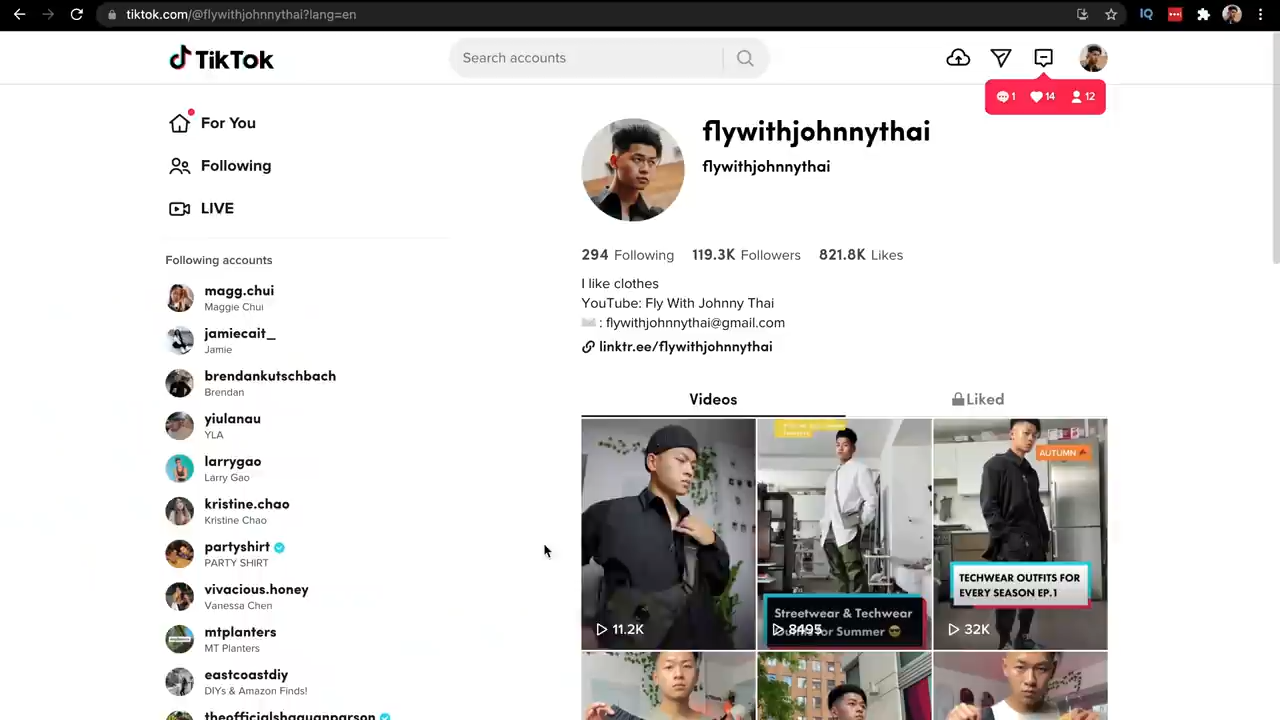 tiktok.com/@flywithjohnnythai?lang=en
IQ
TikTok
Search accounts
1 14 12
For You
Following
LIVE
Following accounts
magg.chui
Maggie Chui
jamiecait_
Jamie
brendankutschbach
Brendan
yiulanau
YLA
larrygao
Larry Gao
kristine.chao
Kristine Chao
partyshirt
PARTY SHIRT
vivacious.honey
Vanessa Chen
mtplanters
MT Planters
eastcoastdiy
DIYs & Amazon Finds!
theofficialshaquanparson
flywithjohnnythai
flywithjohnnythai
294 Following 119.3K Followers 821.8K Likes
I like clothes
YouTube: Fly With Johnny Thai
: flywithjohnnythai@gmail.com
linktr.ee/flywithjohnnythai
Videos
Liked
11.2K
Streetwear & Techwear
Outfits for Summer 😎
8495
AUTUMN
TECHWEAR OUTFITS FOR
EVERY SEASON EP.1
32K